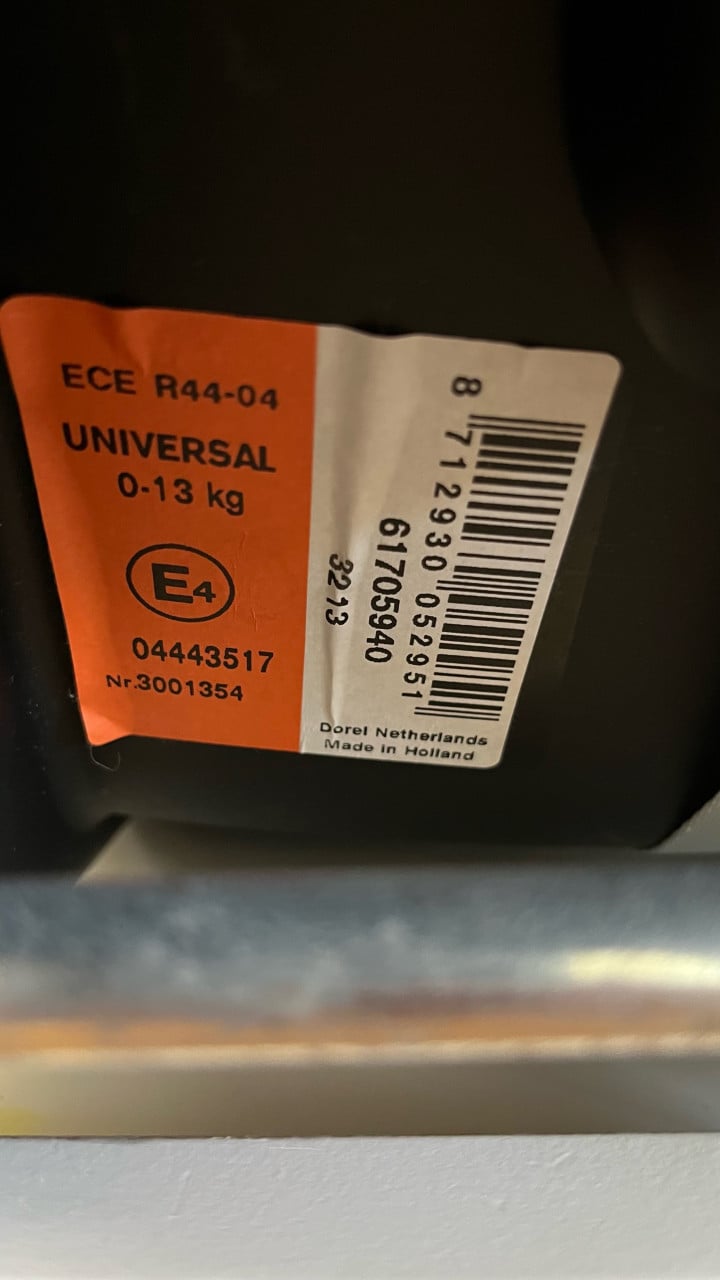 ECE R44-04
UNIVERSAL
0-13 kg
E4
04443517
Nr.3001354
8 712930 052951
61705940
3213
Dorel Netherlands
Made in Holland